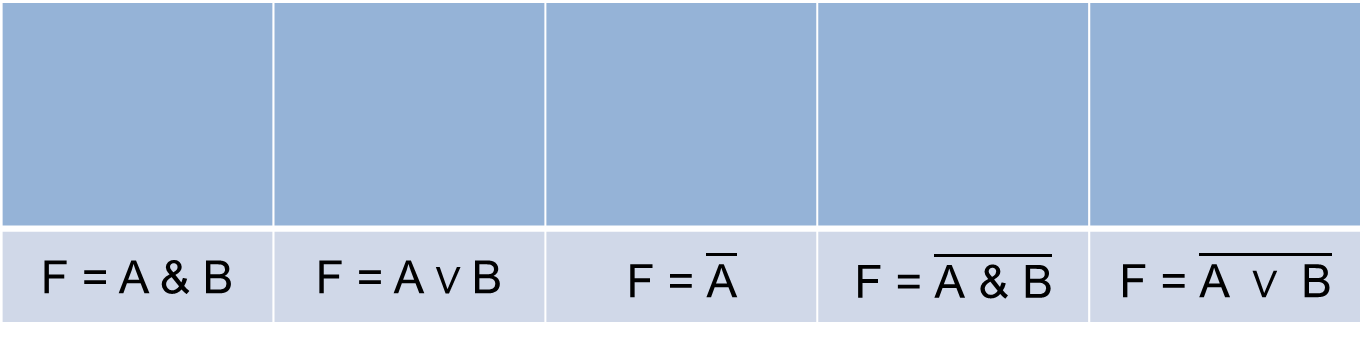 F = A & B
F = A ∨ B
F = A̅
F = A̅ ̅&̅ ̅B̅
F = A̅ ̅∨̅ ̅B̅